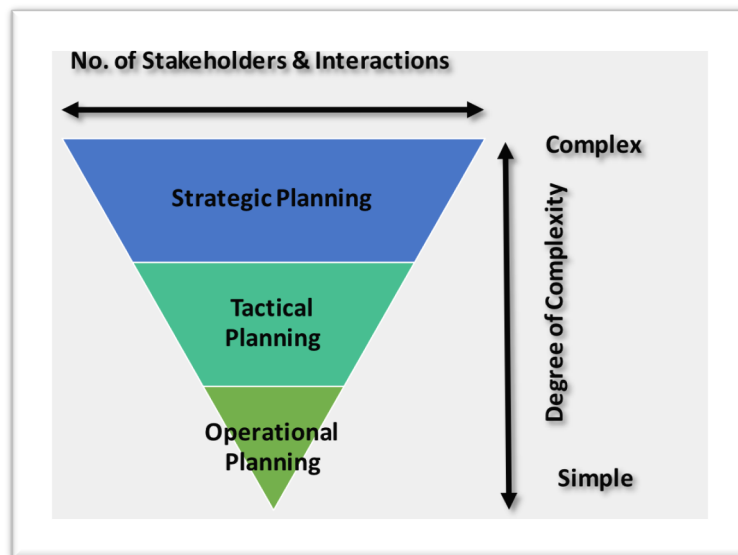 No. of Stakeholders & Interactions
Complex
Strategic Planning
Degree of Complexity
Tactical
Planning
Operational
Planning
Simple